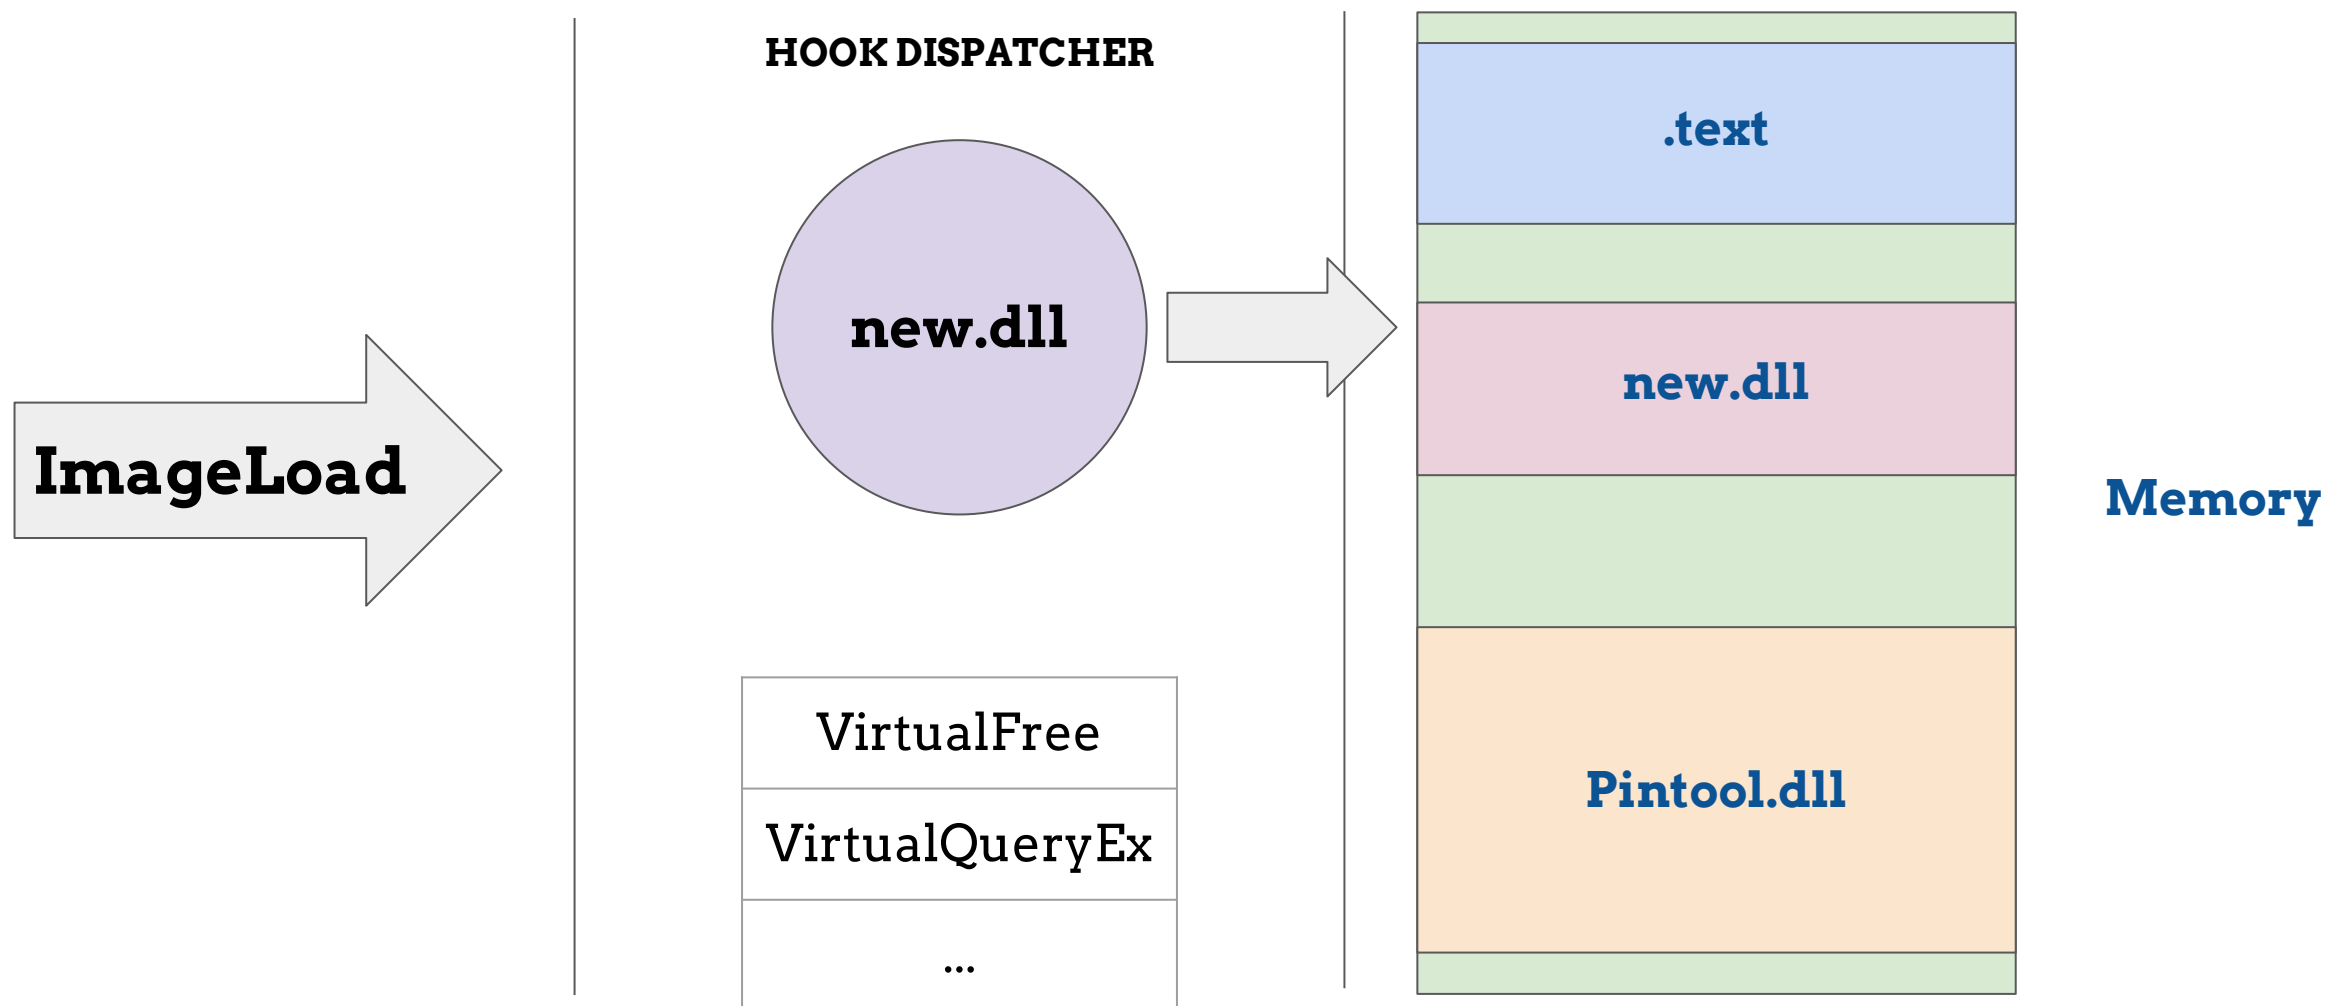 HOOK DISPATCHER
ImageLoad
new.dll
VirtualFree
VirtualQueryEx
...
.text
new.dll
Pintool.dll
Memory